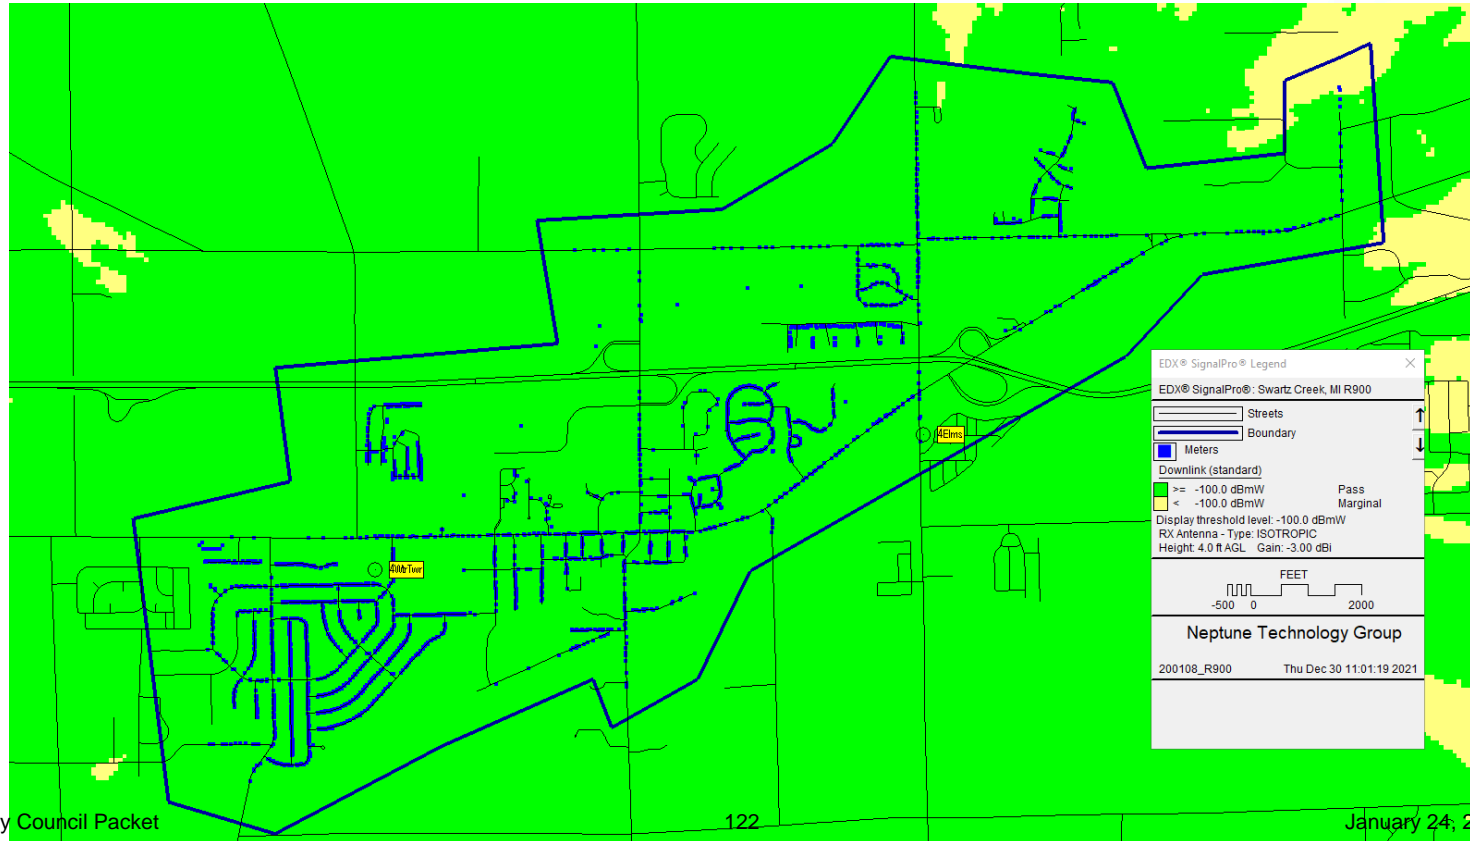 4Elms
4WtrTwr
EDX® SignalPro® Legend
EDX® SignalPro®: Swartz Creek, MI R900
Streets
Boundary
Meters
Downlink (standard)
>= -100.0 dBmW Pass
< -100.0 dBmW Marginal
Display threshold level: -100.0 dBmW
RX Antenna - Type: ISOTROPIC
Height: 4.0 ft AGL Gain: -3.00 dBi
FEET
-500 0 2000
Neptune Technology Group
200108_R900 Thu Dec 30 11:01:19 2021
y Council Packet 122 January 24, 2